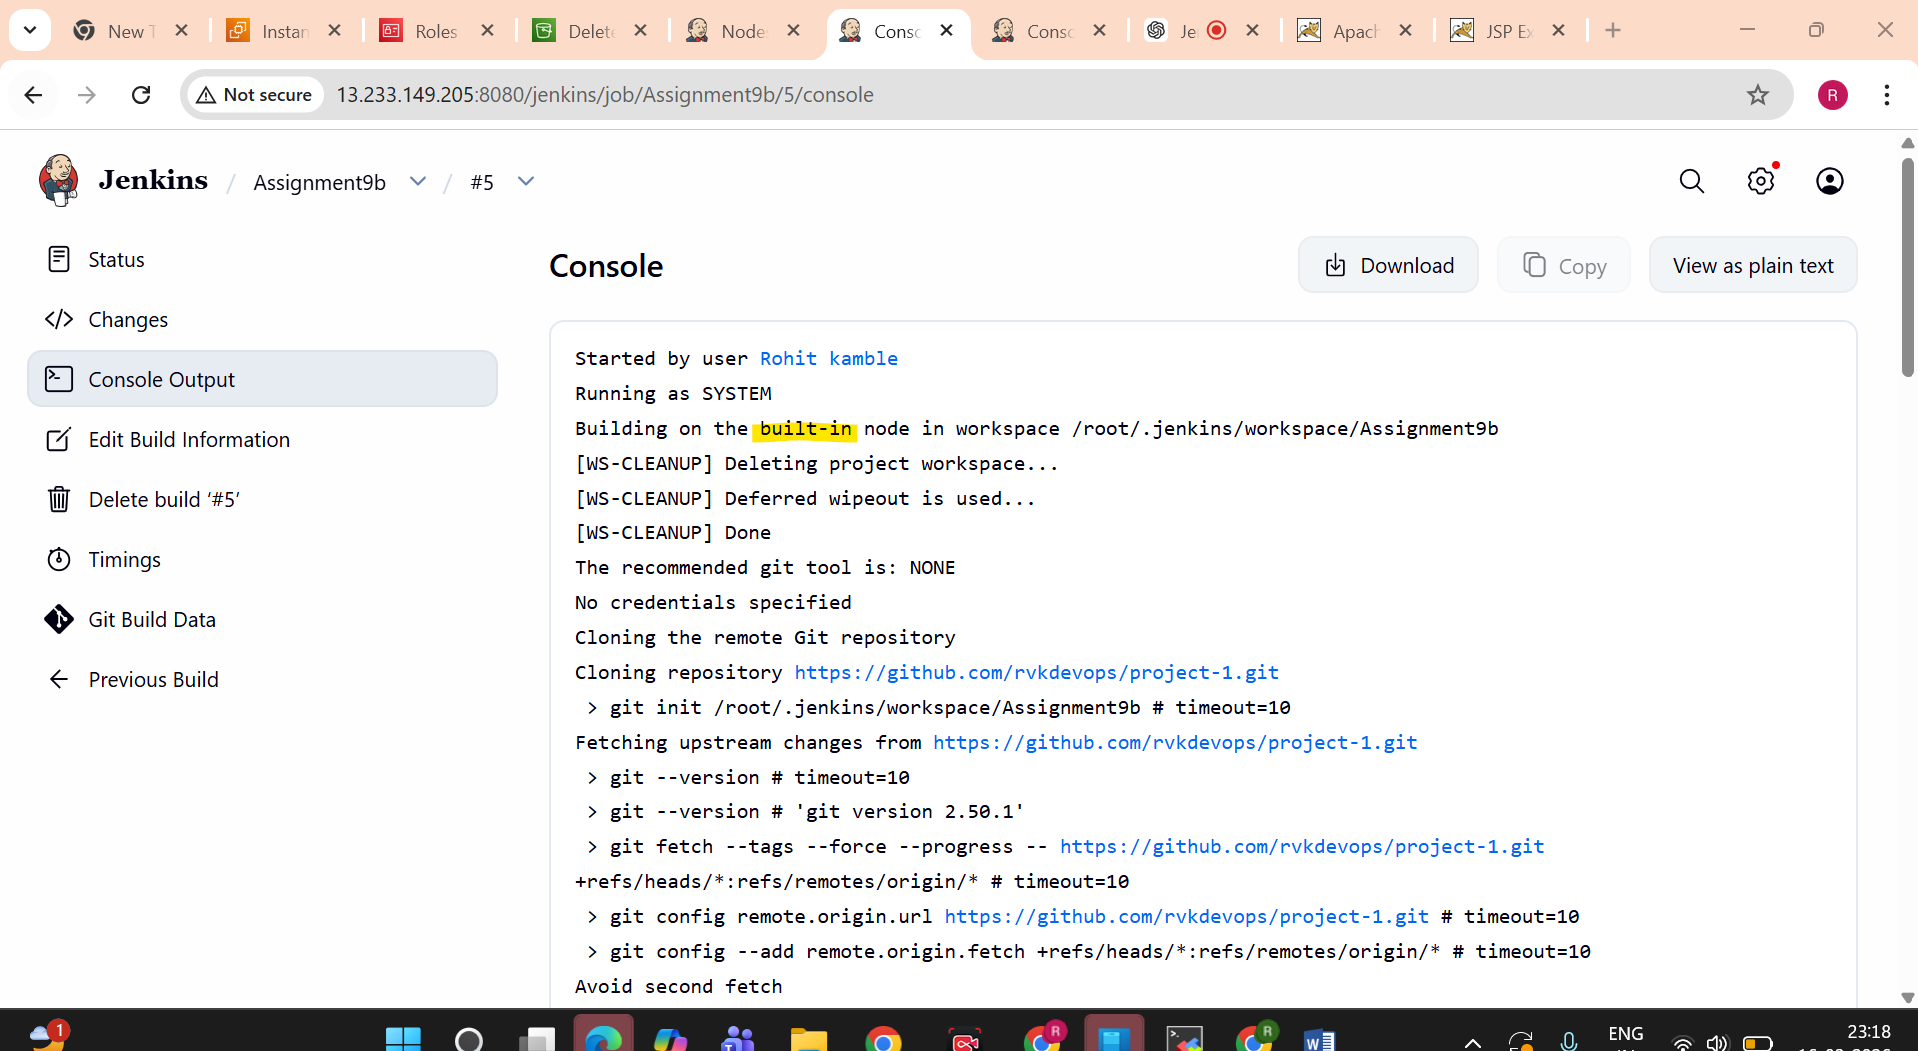 New T
Instan
Roles
Delete
Node
Conso
Conso
Je
Apach
JSP Ex
Not secure
13.233.149.205:8080/jenkins/job/Assignment9b/5/console
R
Jenkins / Assignment9b / #5
Status
Changes
Console Output
Edit Build Information
Delete build ‘#5’
Timings
Git Build Data
Previous Build
Console
Download
Copy
View as plain text
Started by user Rohit kamble
Running as SYSTEM
Building on the built-in node in workspace /root/.jenkins/workspace/Assignment9b
[WS-CLEANUP] Deleting project workspace...
[WS-CLEANUP] Deferred wipeout is used...
[WS-CLEANUP] Done
The recommended git tool is: NONE
No credentials specified
Cloning the remote Git repository
Cloning repository https://github.com/rvkdevops/project-1.git
> git init /root/.jenkins/workspace/Assignment9b # timeout=10
Fetching upstream changes from https://github.com/rvkdevops/project-1.git
> git --version # timeout=10
> git --version # 'git version 2.50.1'
> git fetch --tags --force --progress -- https://github.com/rvkdevops/project-1.git
+refs/heads/*:refs/remotes/origin/* # timeout=10
> git config remote.origin.url https://github.com/rvkdevops/project-1.git # timeout=10
> git config --add remote.origin.fetch +refs/heads/*:refs/remotes/origin/* # timeout=10
Avoid second fetch
1
R
R
ENG
23:18